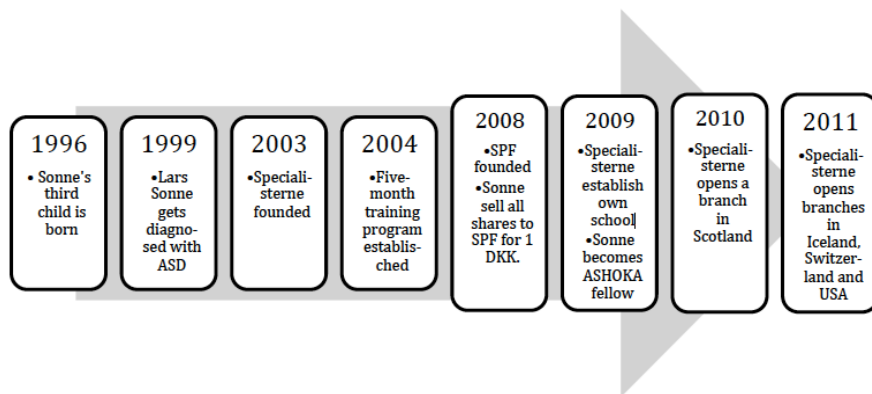 1996
• Sonne's
third
child is
born
1999
•Lars
Sonne
gets
diagno-
sed with
ASD
2003
•Speciali-
sterne
founded
2004
•Five-
month
training
program
establis-
ched
2008
•SPF
founded
•Sonne
sell all
shares to
SPF for 1
DKK.
2009
•Speciali-
sterne
establish
own
school
•Sonne
becomes
ASHOKA
fellow
2010
•Speciali-
sterne
opens a
branch
in
Scotland
2011
•Speciali-
sterne
opens
branches
in
Iceland,
Switzer-
land and
USA